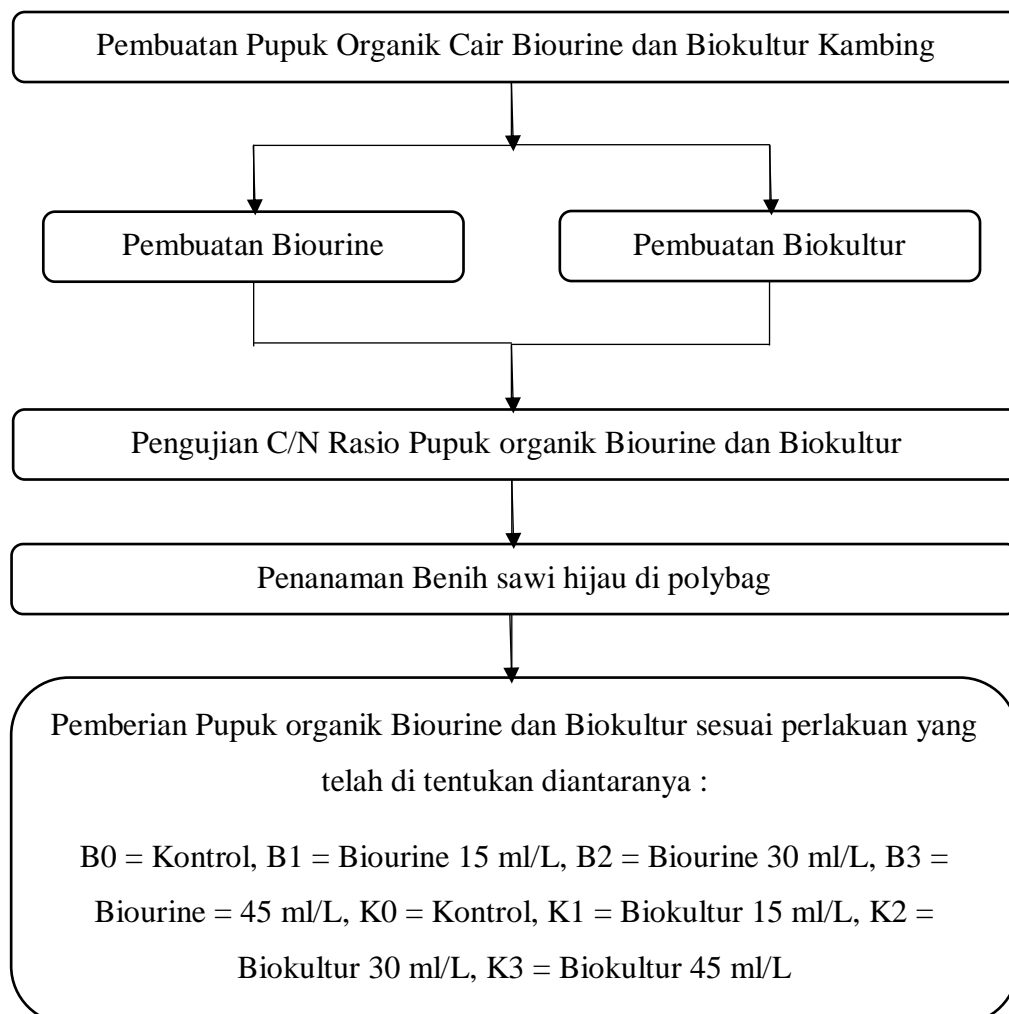 Pembuatan Pupuk Organik Cair Biourine dan Biokultur Kambing
Pembuatan Biourine
Pembuatan Biokultur
Pengujian C/N Rasio Pupuk organik Biourine dan Biokultur
Penanaman Benih sawi hijau di polybag
Pemberian Pupuk organik Biourine dan Biokultur sesuai perlakuan yang
telah di tentukan diantaranya :
B0 = Kontrol, B1 = Biourine 15 ml/L, B2 = Biourine 30 ml/L, B3 =
Biourine = 45 ml/L, K0 = Kontrol, K1 = Biokultur 15 ml/L, K2 =
Biokultur 30 ml/L, K3 = Biokultur 45 ml/L